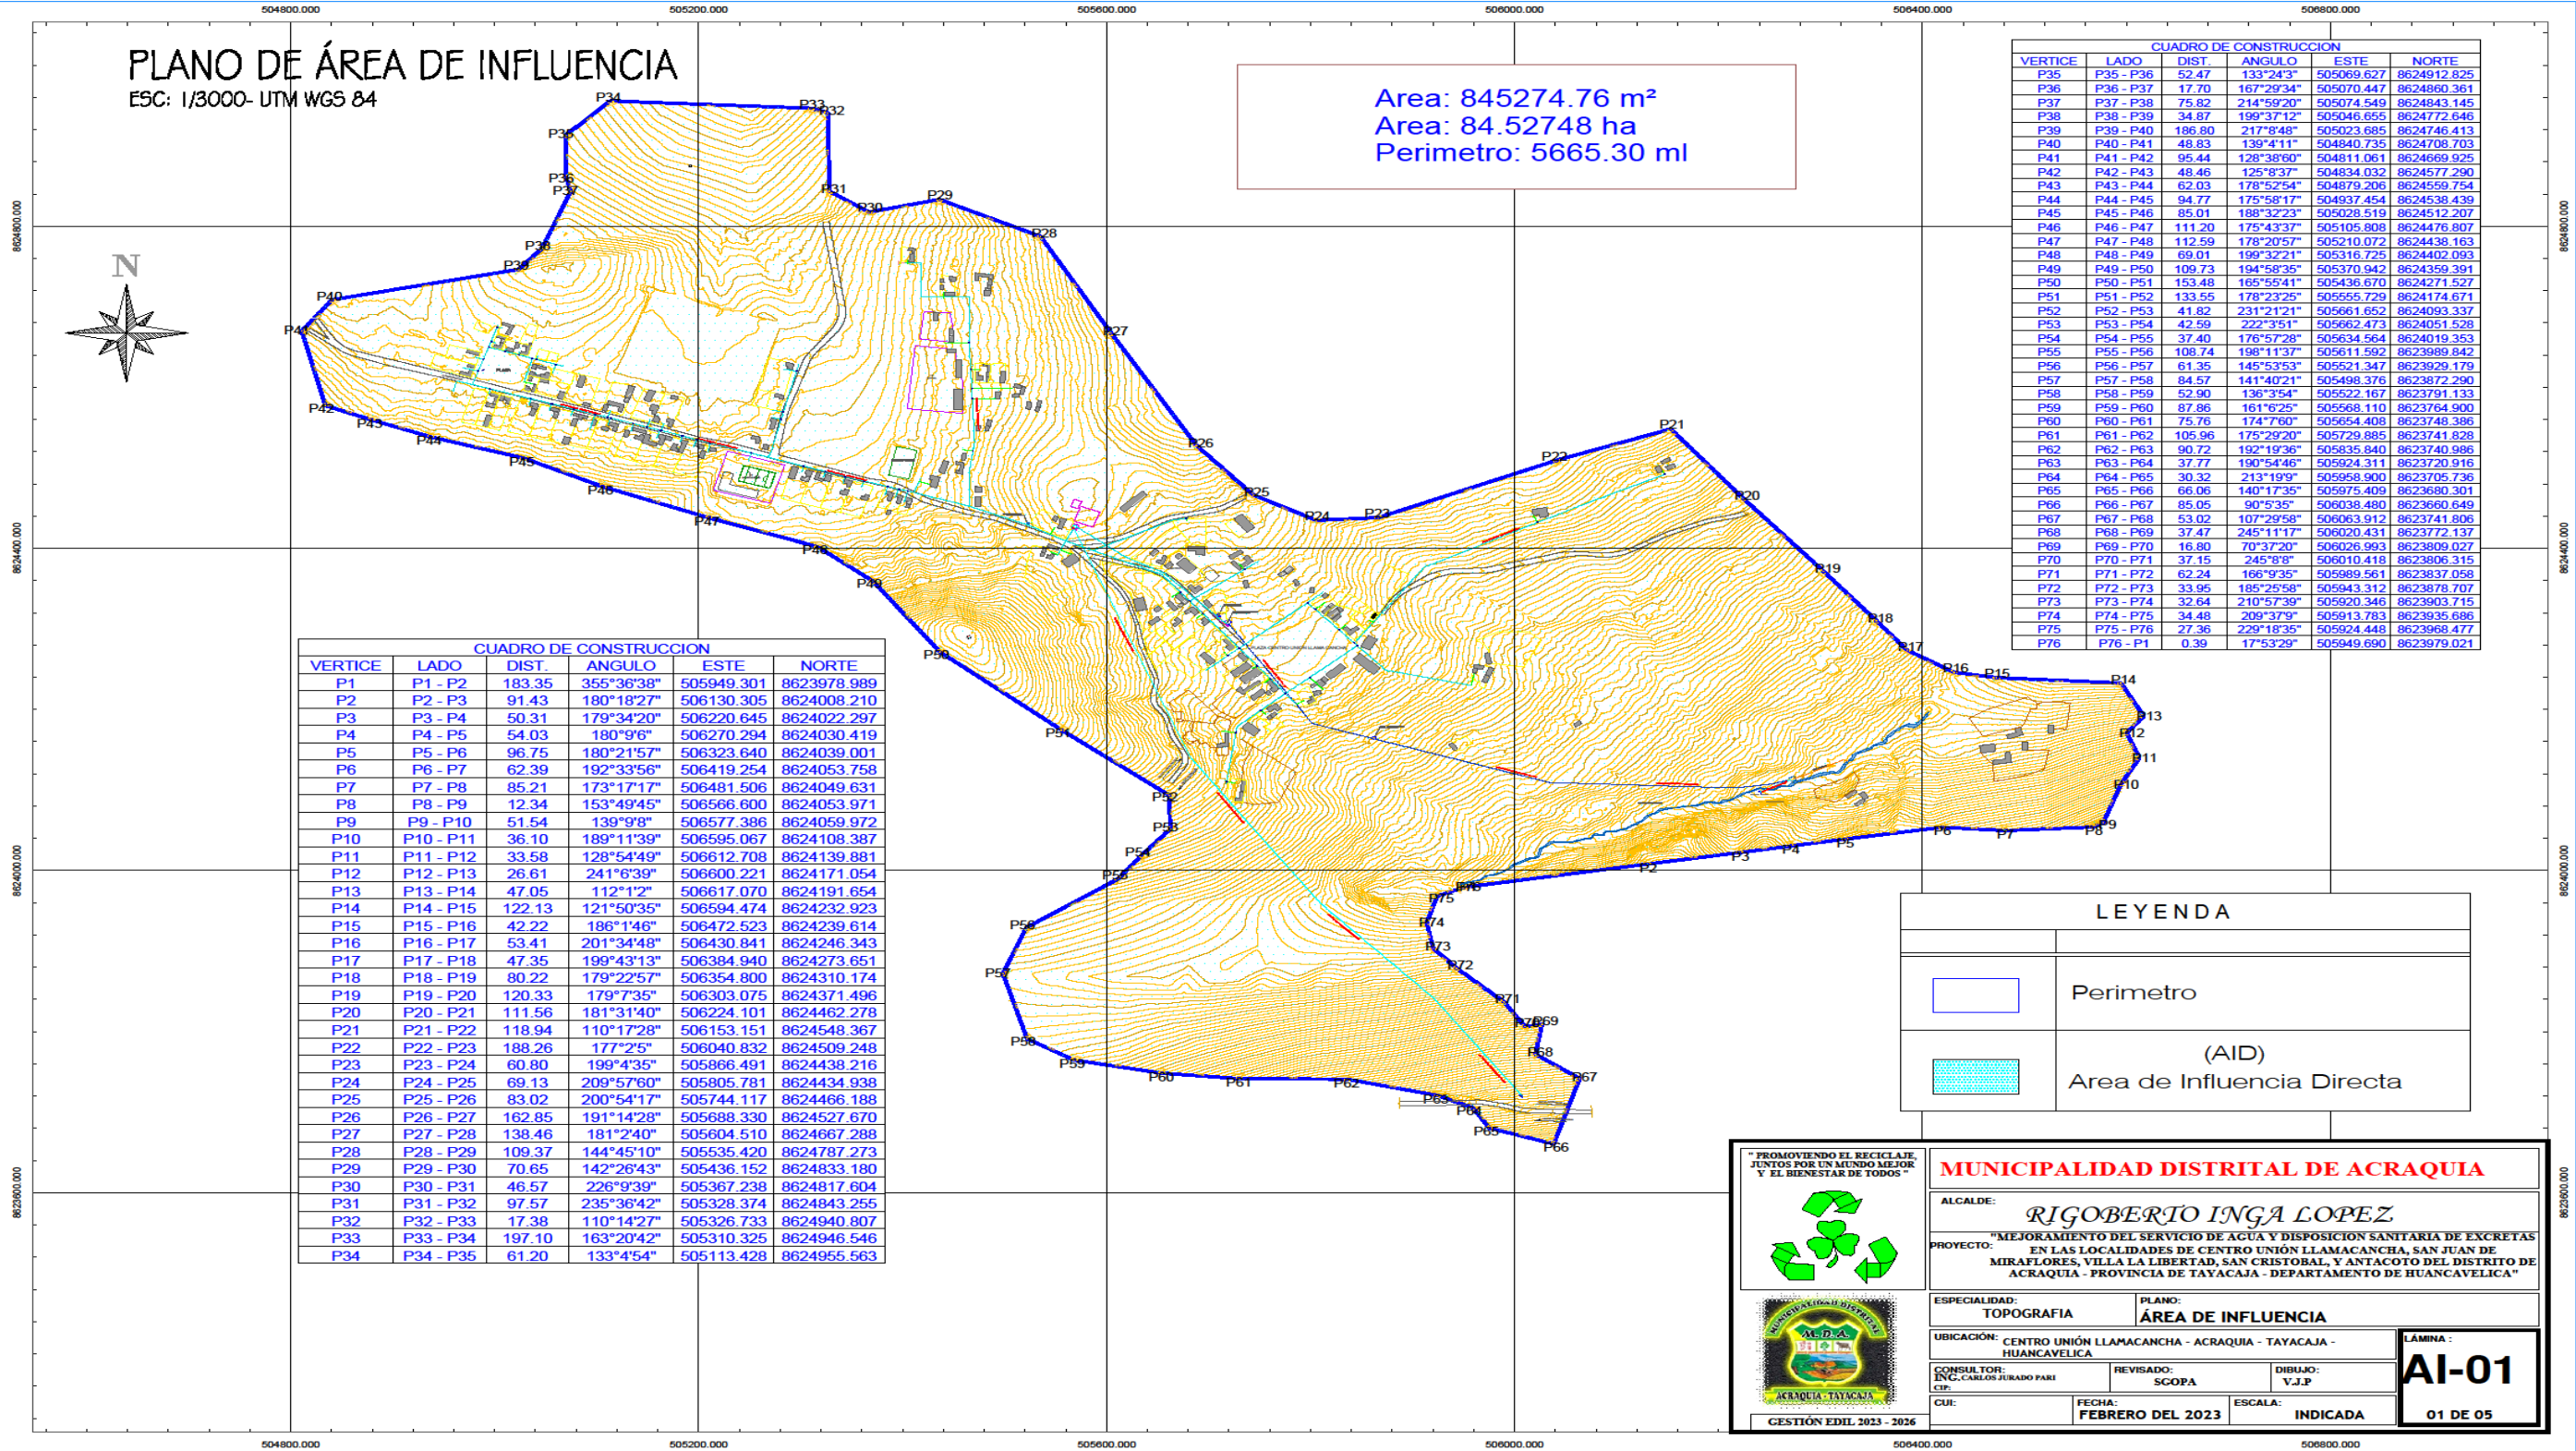 504800.000 505200.000 505600.000 506000.000 506400.000 506800.000
PLANO DE ÁREA DE INFLUENCIA
ESC: 1/3000- UTM WGS 84
Area: 845274.76 m²
Area: 84.52748 ha
Perimetro: 5665.30 ml
CUADRO DE CONSTRUCCION
VERTICE LADO DIST. ANGULO ESTE NORTE
P35 P35 - P36 52.47 133°24'3" 505069.627 8624912.825
P36 P36 - P37 17.70 167°29'34" 505070.447 8624860.361
P37 P37 - P38 75.82 214°59'20" 505074.549 8624843.145
P38 P38 - P39 34.87 199°37'12" 505046.655 8624772.646
P39 P39 - P40 186.80 217°8'48" 505023.685 8624746.413
P40 P40 - P41 48.83 139°4'11" 504840.735 8624708.703
P41 P41 - P42 95.44 128°38'60" 504811.061 8624669.925
P42 P42 - P43 48.46 125°8'37" 504834.032 8624577.290
P43 P43 - P44 62.03 178°52'54" 504879.206 8624559.754
P44 P44 - P45 94.77 175°58'17" 504937.454 8624538.439
P45 P45 - P46 85.01 188°32'23" 505028.519 8624512.207
P46 P46 - P47 111.20 175°43'37" 505105.808 8624476.807
P47 P47 - P48 112.59 178°20'57" 505210.072 8624438.163
P48 P48 - P49 69.01 199°32'21" 505316.725 8624402.093
P49 P49 - P50 109.73 194°58'35" 505370.942 8624359.391
P50 P50 - P51 153.48 165°55'41" 505436.670 8624271.527
P51 P51 - P52 133.55 178°23'25" 505555.729 8624174.671
P52 P52 - P53 41.82 231°21'21" 505661.652 8624093.337
P53 P53 - P54 42.59 222°3'51" 505662.473 8624051.528
P54 P54 - P55 37.40 176°57'28" 505634.564 8624019.353
P55 P55 - P56 108.74 198°11'37" 505611.592 8623989.842
P56 P56 - P57 61.35 145°53'53" 505521.347 8623929.179
P57 P57 - P58 84.57 141°40'21" 505498.376 8623872.290
P58 P58 - P59 52.90 136°3'54" 505522.167 8623791.133
P59 P59 - P60 87.86 161°6'25" 505568.110 8623764.900
P60 P60 - P61 75.76 174°7'60" 505654.408 8623748.386
P61 P61 - P62 105.96 175°29'20" 505729.885 8623741.828
P62 P62 - P63 90.72 192°19'36" 505835.840 8623740.986
P63 P63 - P64 37.77 190°54'46" 505924.311 8623720.916
P64 P64 - P65 30.32 213°19'9" 505958.900 8623705.736
P65 P65 - P66 66.06 140°17'35" 505975.409 8623680.301
P66 P66 - P67 85.05 90°5'35" 506038.480 8623660.649
P67 P67 - P68 53.02 107°29'58" 506063.912 8623741.806
P68 P68 - P69 37.47 245°11'17" 506020.431 8623772.137
P69 P69 - P70 16.80 70°37'20" 506026.993 8623809.027
P70 P70 - P71 37.15 245°8'8" 506010.418 8623806.315
P71 P71 - P72 62.24 166°9'35" 505989.561 8623837.058
P72 P72 - P73 33.95 185°25'58" 505943.312 8623878.707
P73 P73 - P74 32.64 210°57'39" 505920.346 8623903.715
P74 P74 - P75 34.48 209°37'9" 505913.783 8623935.686
P75 P75 - P76 27.36 229°18'35" 505924.448 8623968.477
P76 P76 - P1 0.39 17°53'29" 505949.690 8623979.021
N
CUADRO DE CONSTRUCCION
VERTICE LADO DIST. ANGULO ESTE NORTE
P1 P1 - P2 183.35 355°36'38" 505949.301 8623978.989
P2 P2 - P3 91.43 180°18'27" 506130.305 8624008.210
P3 P3 - P4 50.31 179°34'20" 506220.645 8624022.297
P4 P4 - P5 54.03 180°9'6" 506270.294 8624030.419
P5 P5 - P6 96.75 180°21'57" 506323.640 8624039.001
P6 P6 - P7 62.39 192°33'56" 506419.254 8624053.758
P7 P7 - P8 85.21 173°17'17" 506481.506 8624049.631
P8 P8 - P9 12.34 153°49'45" 506566.600 8624053.971
P9 P9 - P10 51.54 139°9'8" 506577.386 8624059.972
P10 P10 - P11 36.10 189°11'39" 506595.067 8624108.387
P11 P11 - P12 33.58 128°54'49" 506612.708 8624139.881
P12 P12 - P13 26.61 241°6'39" 506600.221 8624171.054
P13 P13 - P14 47.05 112°1'2" 506617.070 8624191.654
P14 P14 - P15 122.13 121°50'35" 506594.474 8624232.923
P15 P15 - P16 42.22 186°1'46" 506472.523 8624239.614
P16 P16 - P17 53.41 201°34'48" 506430.841 8624246.343
P17 P17 - P18 47.35 199°43'13" 506384.940 8624273.651
P18 P18 - P19 80.22 179°22'57" 506354.800 8624310.174
P19 P19 - P20 120.33 179°7'35" 506303.075 8624371.496
P20 P20 - P21 111.56 181°31'40" 506224.101 8624462.278
P21 P21 - P22 118.94 110°17'28" 506153.151 8624548.367
P22 P22 - P23 188.26 177°2'5" 506040.832 8624509.248
P23 P23 - P24 60.80 199°4'35" 505866.491 8624438.216
P24 P24 - P25 69.13 209°57'60" 505805.781 8624434.938
P25 P25 - P26 83.02 200°54'17" 505744.117 8624466.188
P26 P26 - P27 162.85 191°14'28" 505688.330 8624527.670
P27 P27 - P28 138.46 181°2'40" 505604.510 8624667.288
P28 P28 - P29 109.37 144°45'10" 505535.420 8624787.273
P29 P29 - P30 70.65 142°26'43" 505436.152 8624833.180
P30 P30 - P31 46.57 226°9'39" 505367.238 8624817.604
P31 P31 - P32 97.57 235°36'42" 505328.374 8624843.255
P32 P32 - P33 17.38 110°14'27" 505326.733 8624940.807
P33 P33 - P34 197.10 163°20'42" 505310.325 8624946.546
P34 P34 - P35 61.20 133°4'54" 505113.428 8624955.563
PLAZA
PLAZA CENTRO UNION LLAMACANCHA
8624800.000 8624800.000
8624400.000 8624400.000
8624000.000 8624000.000
8623600.000 8623600.000
LEYENDA
Perimetro
(AID)
Area de Influencia Directa
" PROMOVIENDO EL RECICLAJE,
JUNTOS POR UN MUNDO MEJOR
Y EL BIENESTAR DE TODOS "
MUNICIPALIDAD DISTRITAL DE ACRAQUIA
ALCALDE:
RIGOBERTO INGA LOPEZ
PROYECTO:
"MEJORAMIENTO DEL SERVICIO DE AGUA Y DISPOSICION SANITARIA DE EXCRETAS
EN LAS LOCALIDADES DE CENTRO UNIÓN LLAMACANCHA, SAN JUAN DE
MIRAFLORES, VILLA LA LIBERTAD, SAN CRISTOBAL, Y ANTACOTO DEL DISTRITO DE
ACRAQUIA - PROVINCIA DE TAYACAJA - DEPARTAMENTO DE HUANCAVELICA"
ESPECIALIDAD:
TOPOGRAFIA
PLANO:
ÁREA DE INFLUENCIA
UBICACIÓN: CENTRO UNIÓN LLAMACANCHA - ACRAQUIA - TAYACAJA -
HUANCAVELICA
CONSULTOR:
ING. CARLOS JURADO PARI
CIP:
REVISADO:
SGOPA
DIBUJO:
V.J.P
LÁMINA :
AI-01
01 DE 05
CUI:
FECHA:
FEBRERO DEL 2023
ESCALA:
INDICADA
MUNICIPALIDAD DISTRITAL
M. D. A.
ACRAQUIA - TAYACAJA
GESTIÓN EDIL 2023 - 2026
504800.000 505200.000 505600.000 506000.000 506400.000 506800.000